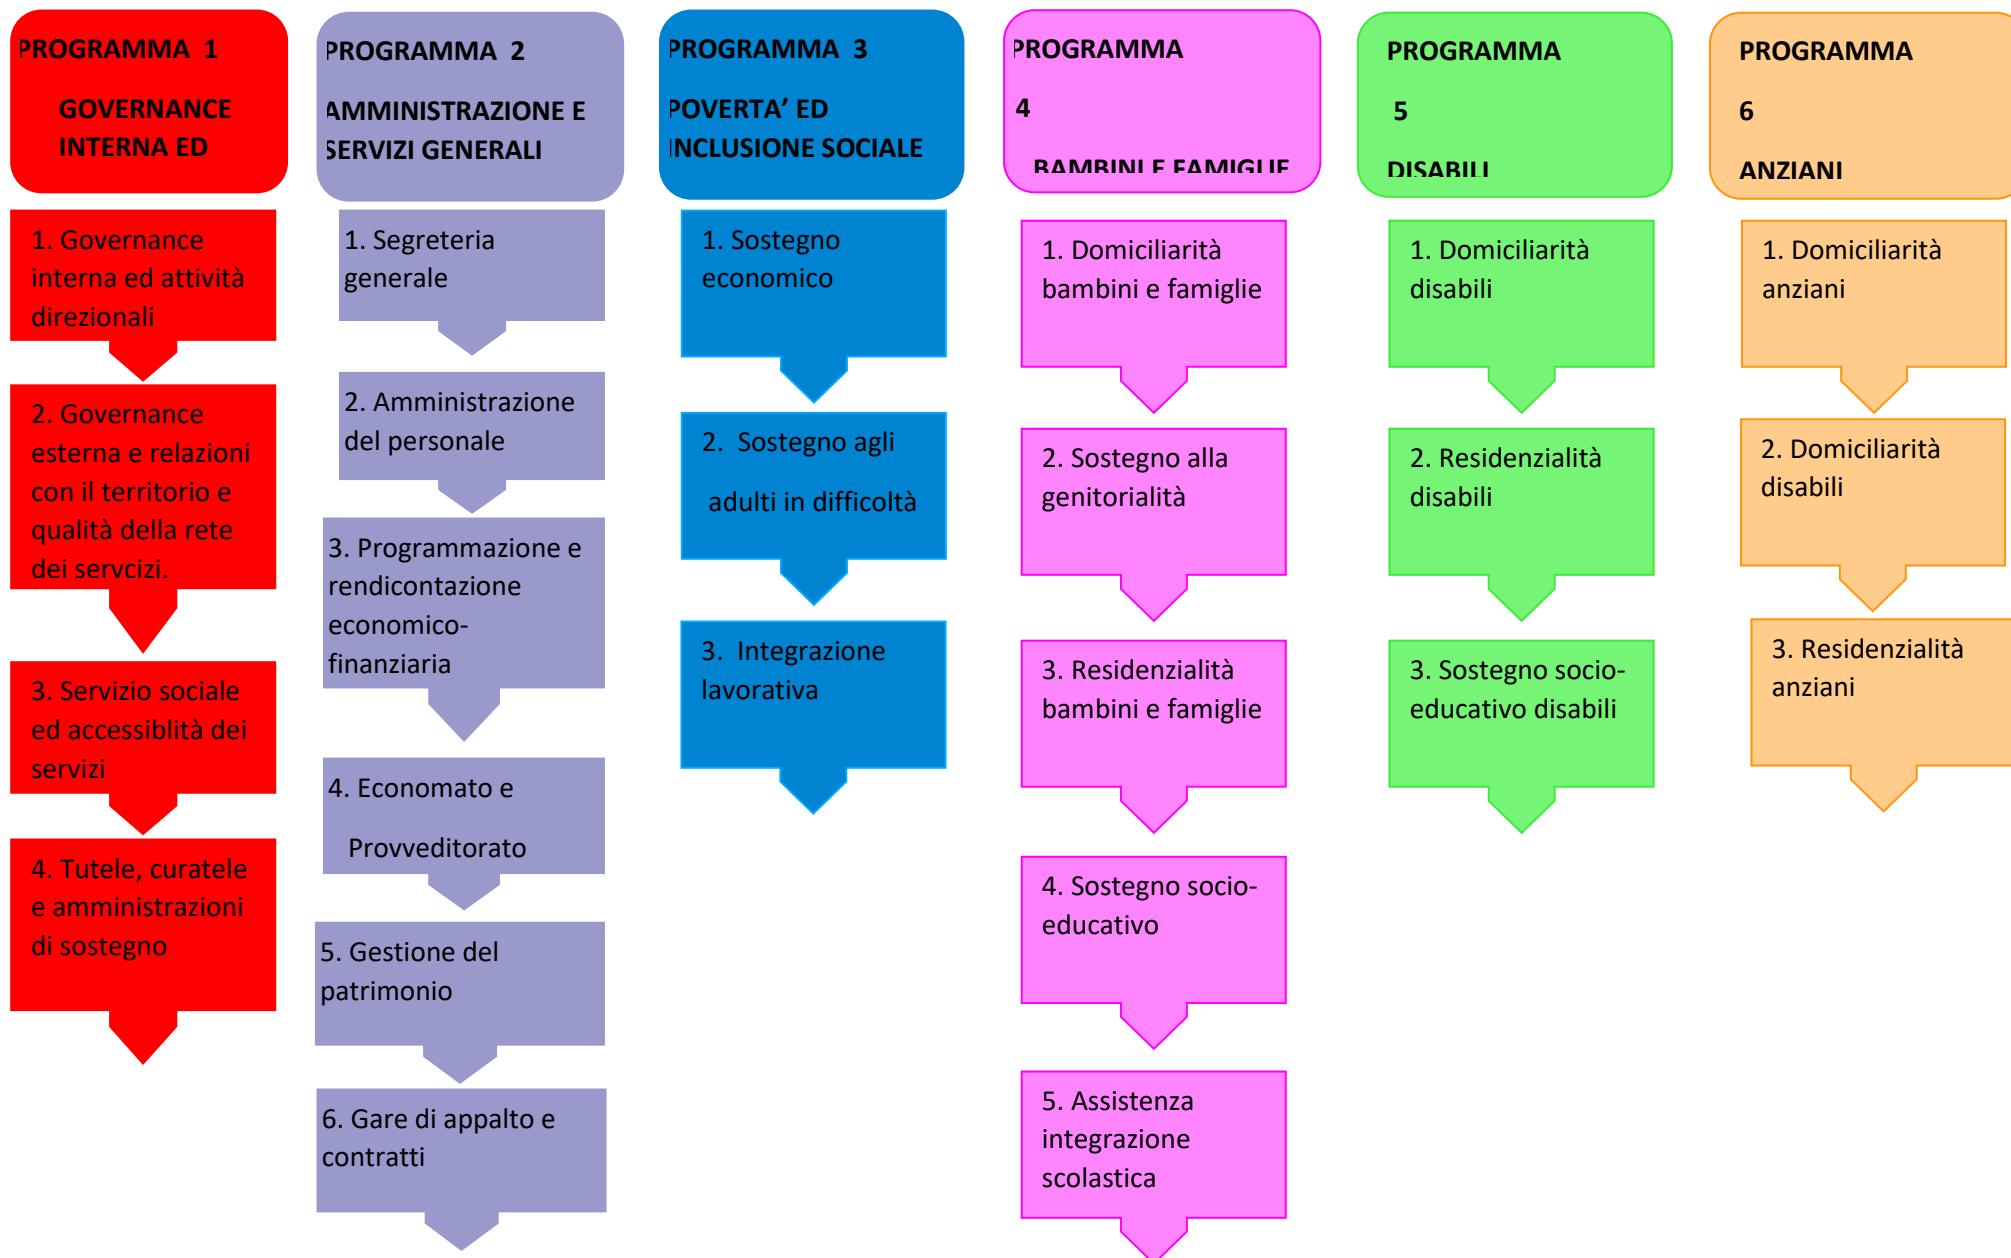 PROGRAMMA 1
GOVERNANCE
INTERNA ED
1. Governance
interna ed attività
direzionali
2. Governance
esterna e relazioni
con il territorio e
qualità della rete
dei servcizi.
3. Servizio sociale
ed accessiblità dei
servizi
4. Tutele, curatele
e amministrazioni
di sostegno
PROGRAMMA 2
AMMINISTRAZIONE E
SERVIZI GENERALI
1. Segreteria
generale
2. Amministrazione
del personale
3. Programmazione e
rendicontazione
economico-
finanziaria
4. Economato e
Provveditorato
5. Gestione del
patrimonio
6. Gare di appalto e
contratti
PROGRAMMA 3
POVERTA’ ED
INCLUSIONE SOCIALE
1. Sostegno
economico
2. Sostegno agli
adulti in difficoltà
3. Integrazione
lavorativa
PROGRAMMA
4
BAMBINI E FAMIGLIE
1. Domiciliarità
bambini e famiglie
2. Sostegno alla
genitorialità
3. Residenzialità
bambini e famiglie
4. Sostegno socio-
educativo
5. Assistenza
integrazione
scolastica
PROGRAMMA
5
DISABILI
1. Domiciliarità
disabili
2. Residenzialità
disabili
3. Sostegno socio-
educativo disabili
PROGRAMMA
6
ANZIANI
1. Domiciliarità
anziani
2. Domiciliarità
disabili
3. Residenzialità
anziani